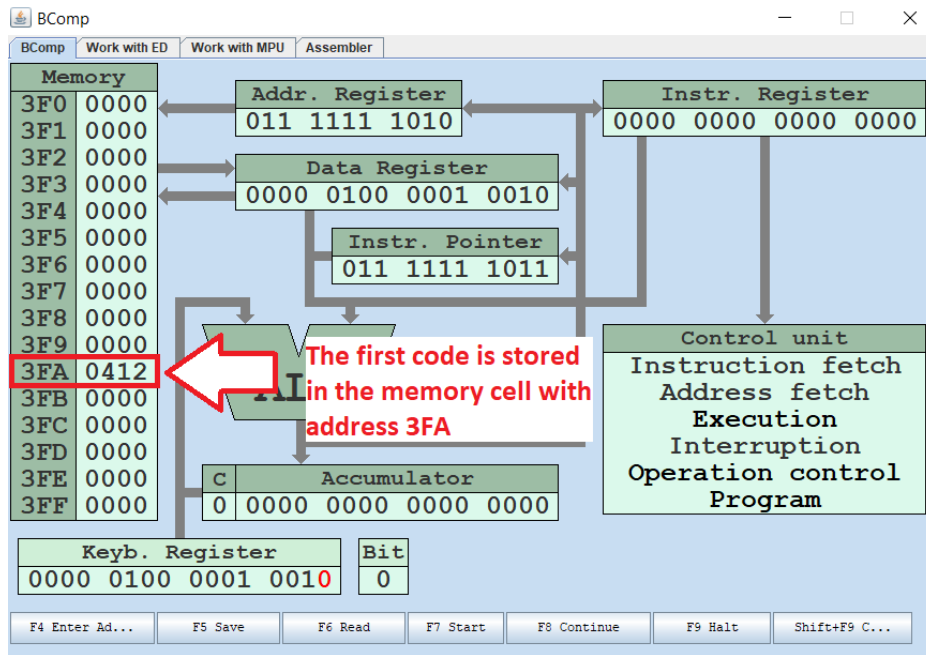 BComp
BComp Work with ED Work with MPU Assembler
Memory
3F0 0000
3F1 0000
3F2 0000
3F3 0000
3F4 0000
3F5 0000
3F6 0000
3F7 0000
3F8 0000
3F9 0000
3FA 0412
3FB 0000
3FC 0000
3FD 0000
3FE 0000
3FF 0000
Addr. Register
011 1111 1010
Instr. Register
0000 0000 0000 0000
Data Register
0000 0100 0001 0010
Instr. Pointer
011 1111 1011
The first code is stored
in the memory cell with
address 3FA
Control unit
Instruction fetch
Address fetch
Execution
Interruption
Operation control
Program
C Accumulator
0 0000 0000 0000 0000
Keyb. Register
0000 0100 0001 0010
Bit
0
F4 Enter Ad... F5 Save F6 Read F7 Start F8 Continue F9 Halt Shift+F9 C...